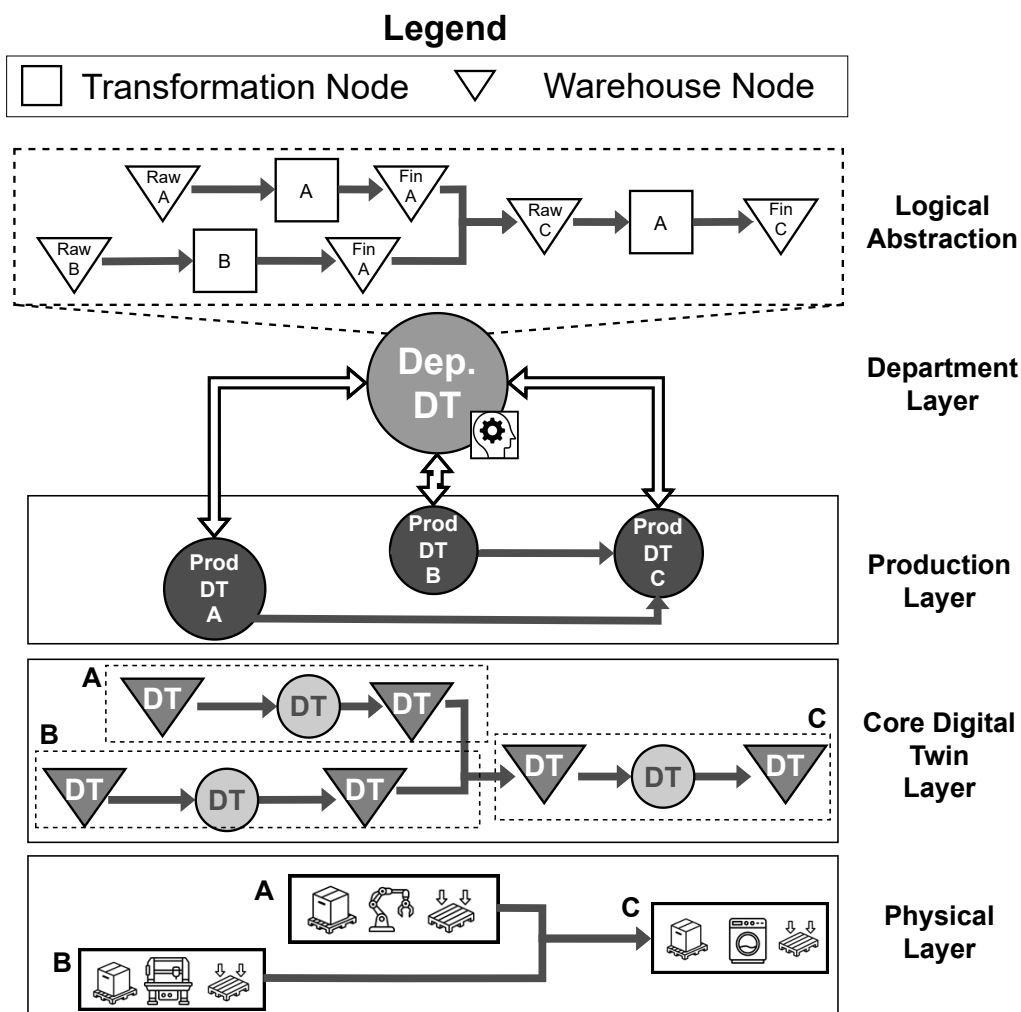 Legend
Transformation Node
Warehouse Node
Raw
A
A
Fin
A
Raw
B
B
Fin
A
Raw
C
A
Fin
C
Logical
Abstraction
Dep.
DT
Department
Layer
Prod
DT
A
Prod
DT
B
Prod
DT
C
Production
Layer
A
DT
DT
DT
B
DT
DT
DT
C
DT
DT
DT
Core Digital
Twin
Layer
A
B
C
Physical
Layer